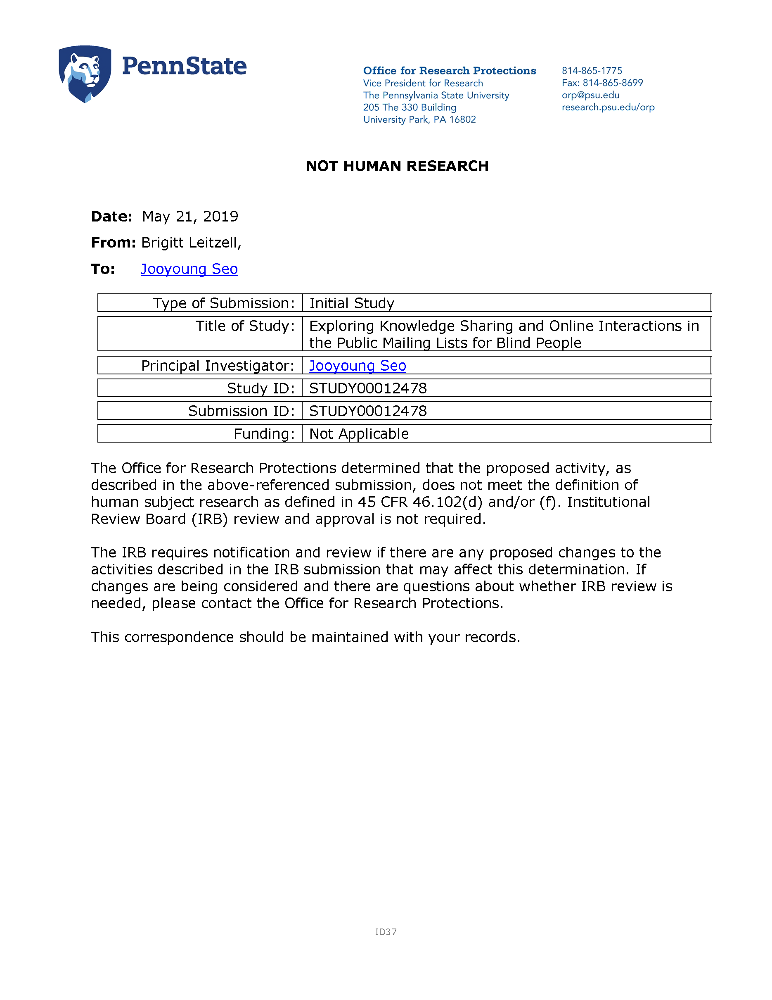 PennState
Office for Research Protections
Vice President for Research
The Pennsylvania State University
205 The 330 Building
University Park, PA 16802
814-865-1775
Fax: 814-865-8699
orp@psu.edu
research.psu.edu/orp
NOT HUMAN RESEARCH
Date: May 21, 2019
From: Brigitt Leitzell,
To: Jooyoung Seo
Type of Submission: Initial Study
Title of Study: Exploring Knowledge Sharing and Online Interactions in
the Public Mailing Lists for Blind People
Principal Investigator: Jooyoung Seo
Study ID: STUDY00012478
Submission ID: STUDY00012478
Funding: Not Applicable
The Office for Research Protections determined that the proposed activity, as
described in the above-referenced submission, does not meet the definition of
human subject research as defined in 45 CFR 46.102(d) and/or (f). Institutional
Review Board (IRB) review and approval is not required.
The IRB requires notification and review if there are any proposed changes to the
activities described in the IRB submission that may affect this determination. If
changes are being considered and there are questions about whether IRB review is
needed, please contact the Office for Research Protections.
This correspondence should be maintained with your records.
ID37